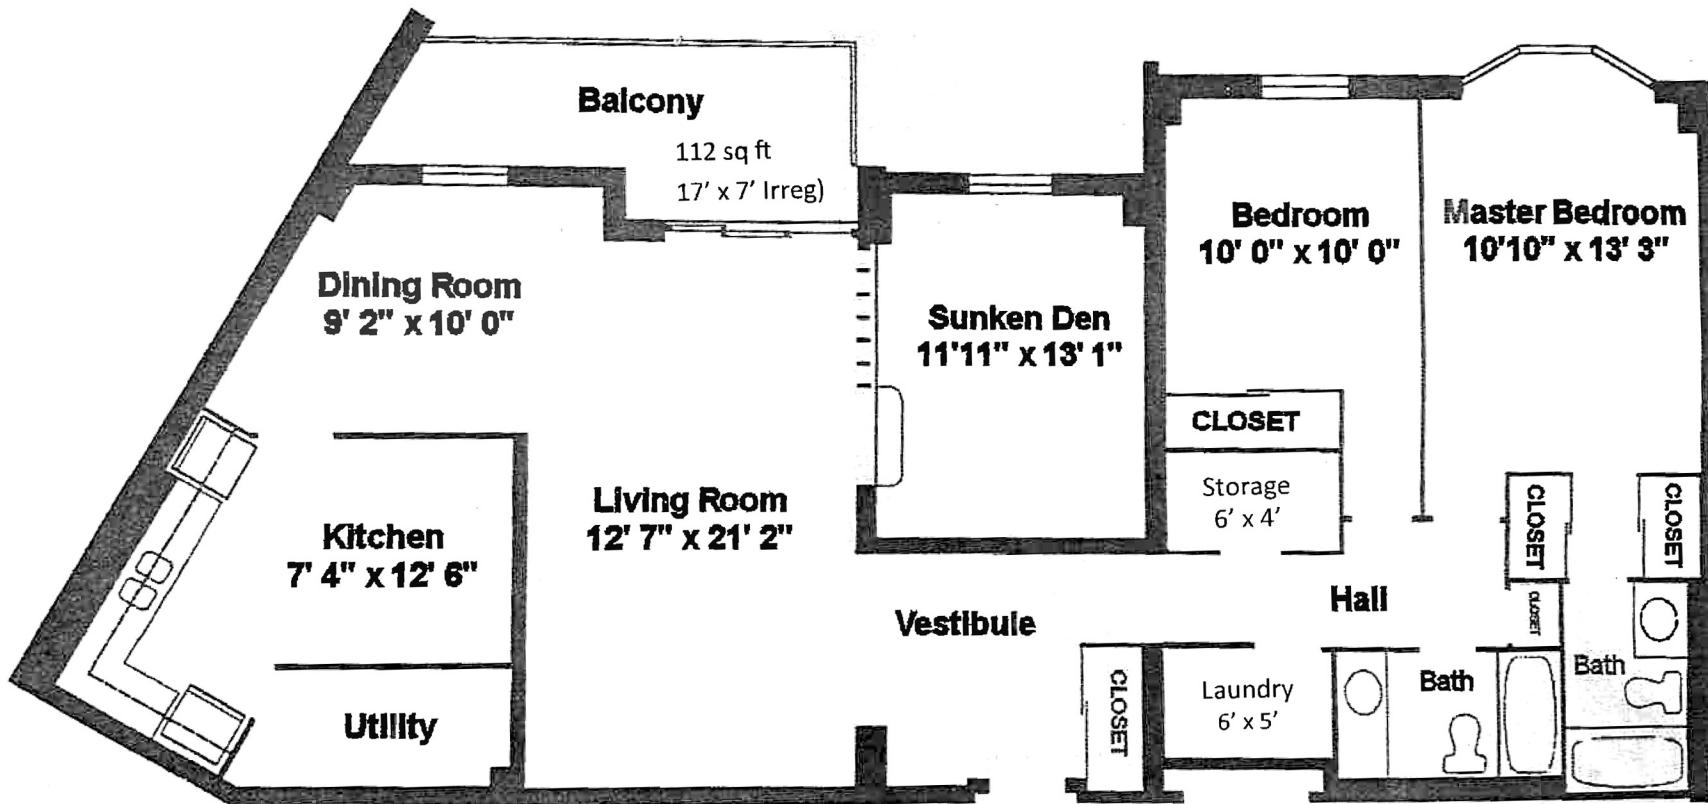 Balcony
112 sq ft
17' x 7' Irreg)
Dining Room
9' 2" x 10' 0"
Sunken Den
11'11" x 13' 1"
Bedroom
10' 0" x 10' 0"
Master Bedroom
10'10" x 13' 3"
CLOSET
Storage
6' x 4'
CLOSET
CLOSET
Kitchen
7' 4" x 12' 6"
Living Room
12' 7" x 21' 2"
Vestibule
Hall
CLOSET
Utility
CLOSET
Laundry
6' x 5'
Bath
Bath